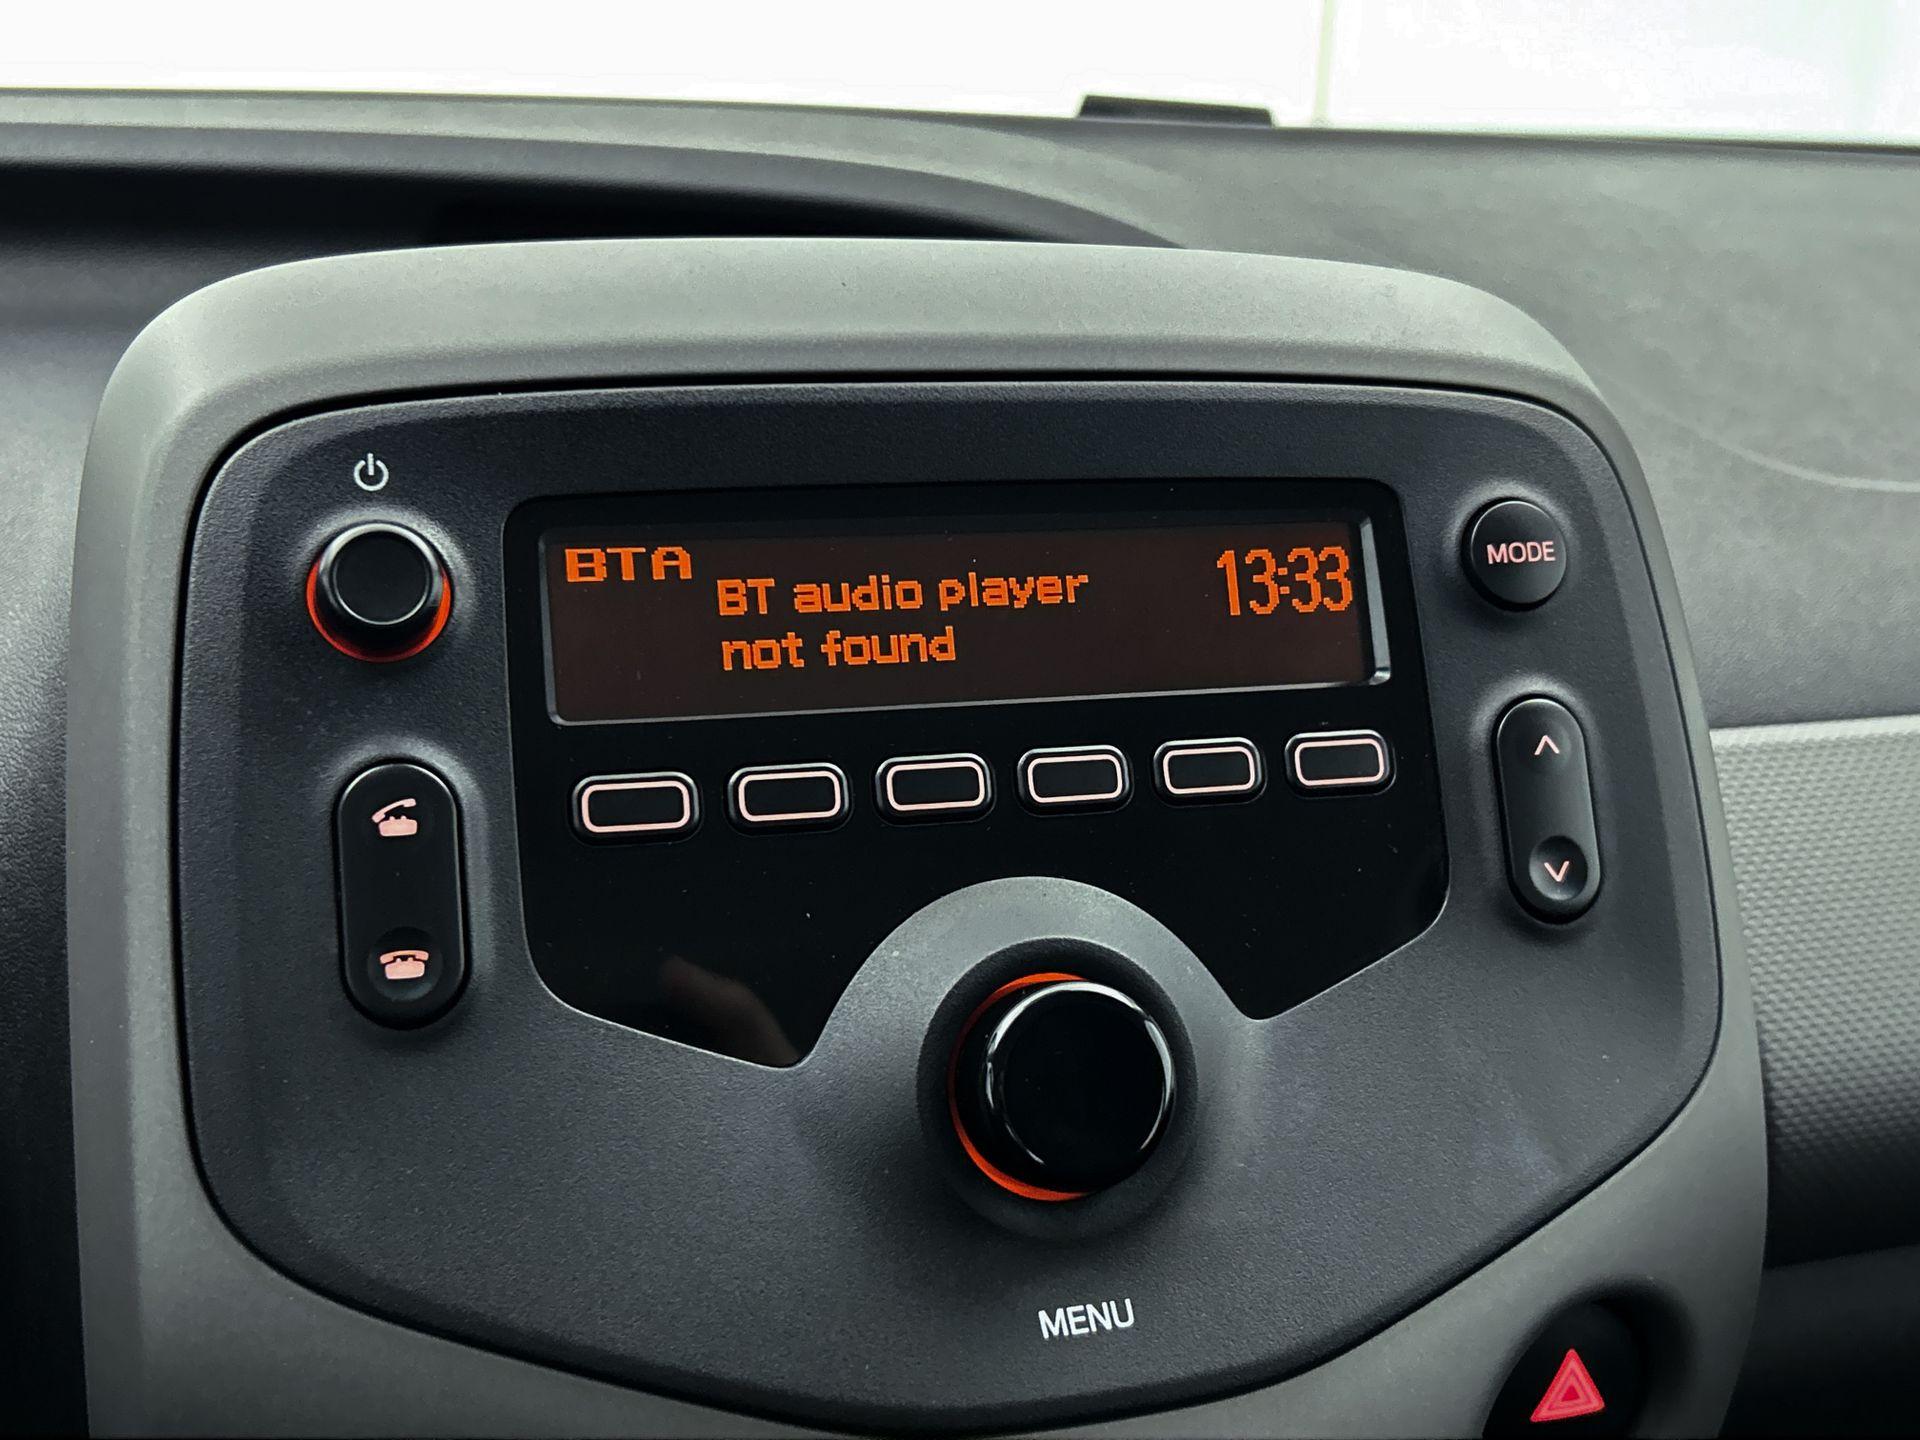 BTA
BT audio player
not found
13:33
MODE
MENU